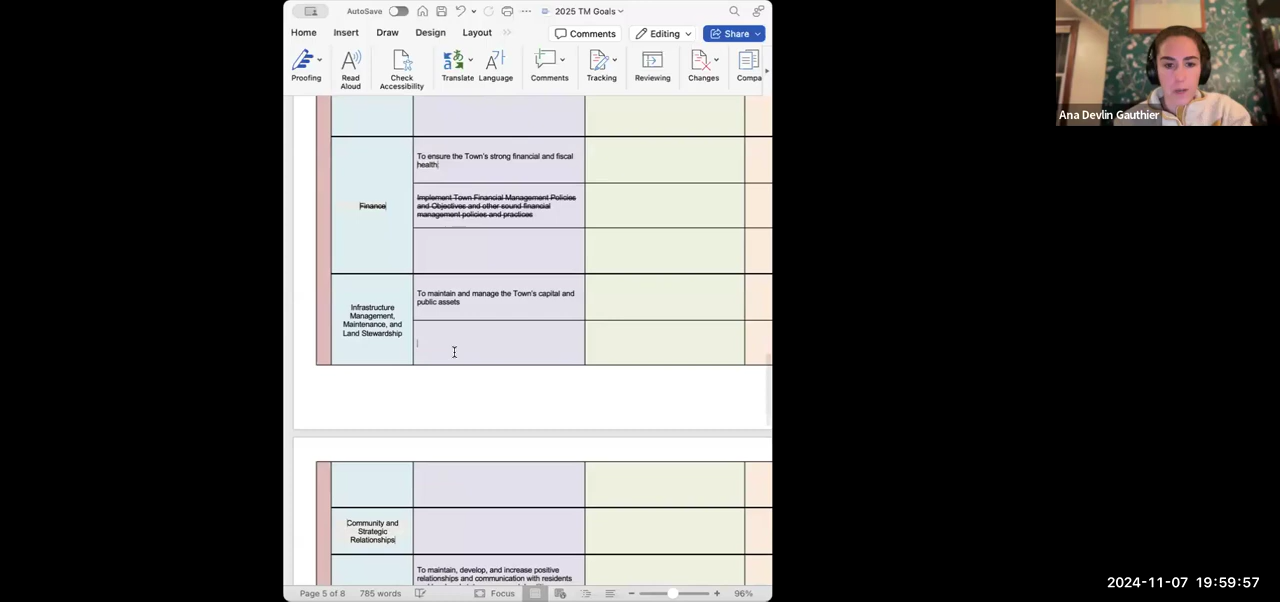 AutoSave
2025 TM Goals
Home Insert Draw Design Layout
Comments Editing Share
Proofing Read Aloud Check Accessibility Translate Language Comments Tracking Reviewing Changes Compa
To ensure the Town's strong financial and fiscal
health
Finance
Implement Town Financial Management Policies
and Objectives and other sound financial
management policies and practices
Infrastructure
Management,
Maintenance, and
Land Stewardship
To maintain and manage the Town's capital and
public assets
Community and
Strategic
Relationships
To maintain, develop, and increase positive
relationships and communication with residents
Page 5 of 8 785 words Focus 96%
Ana Devlin Gauthier
2024-11-07 19:59:57